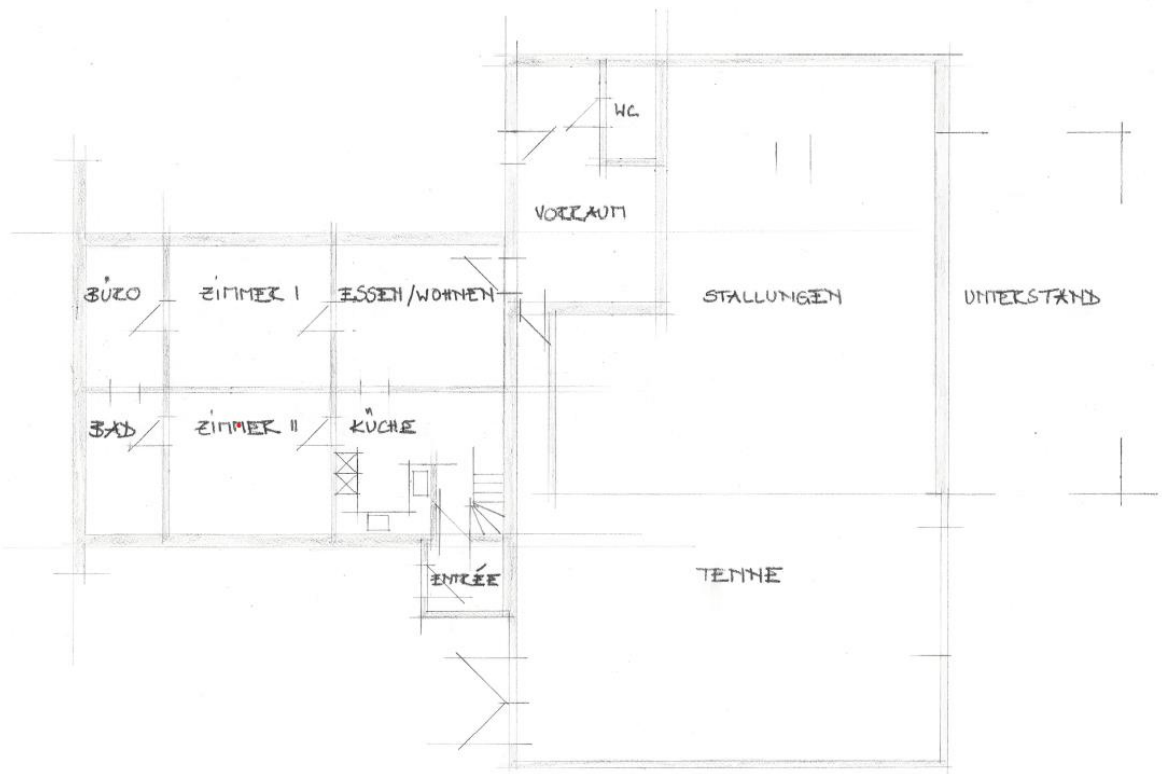 WC
VORRAUM
BÜRO
ZIMMER I
ESSEN/WOHNEN
STALLUNGEN
UNTERSTAND
BAD
ZIMMER II
KÜCHE
ENTRÉE
TENNE